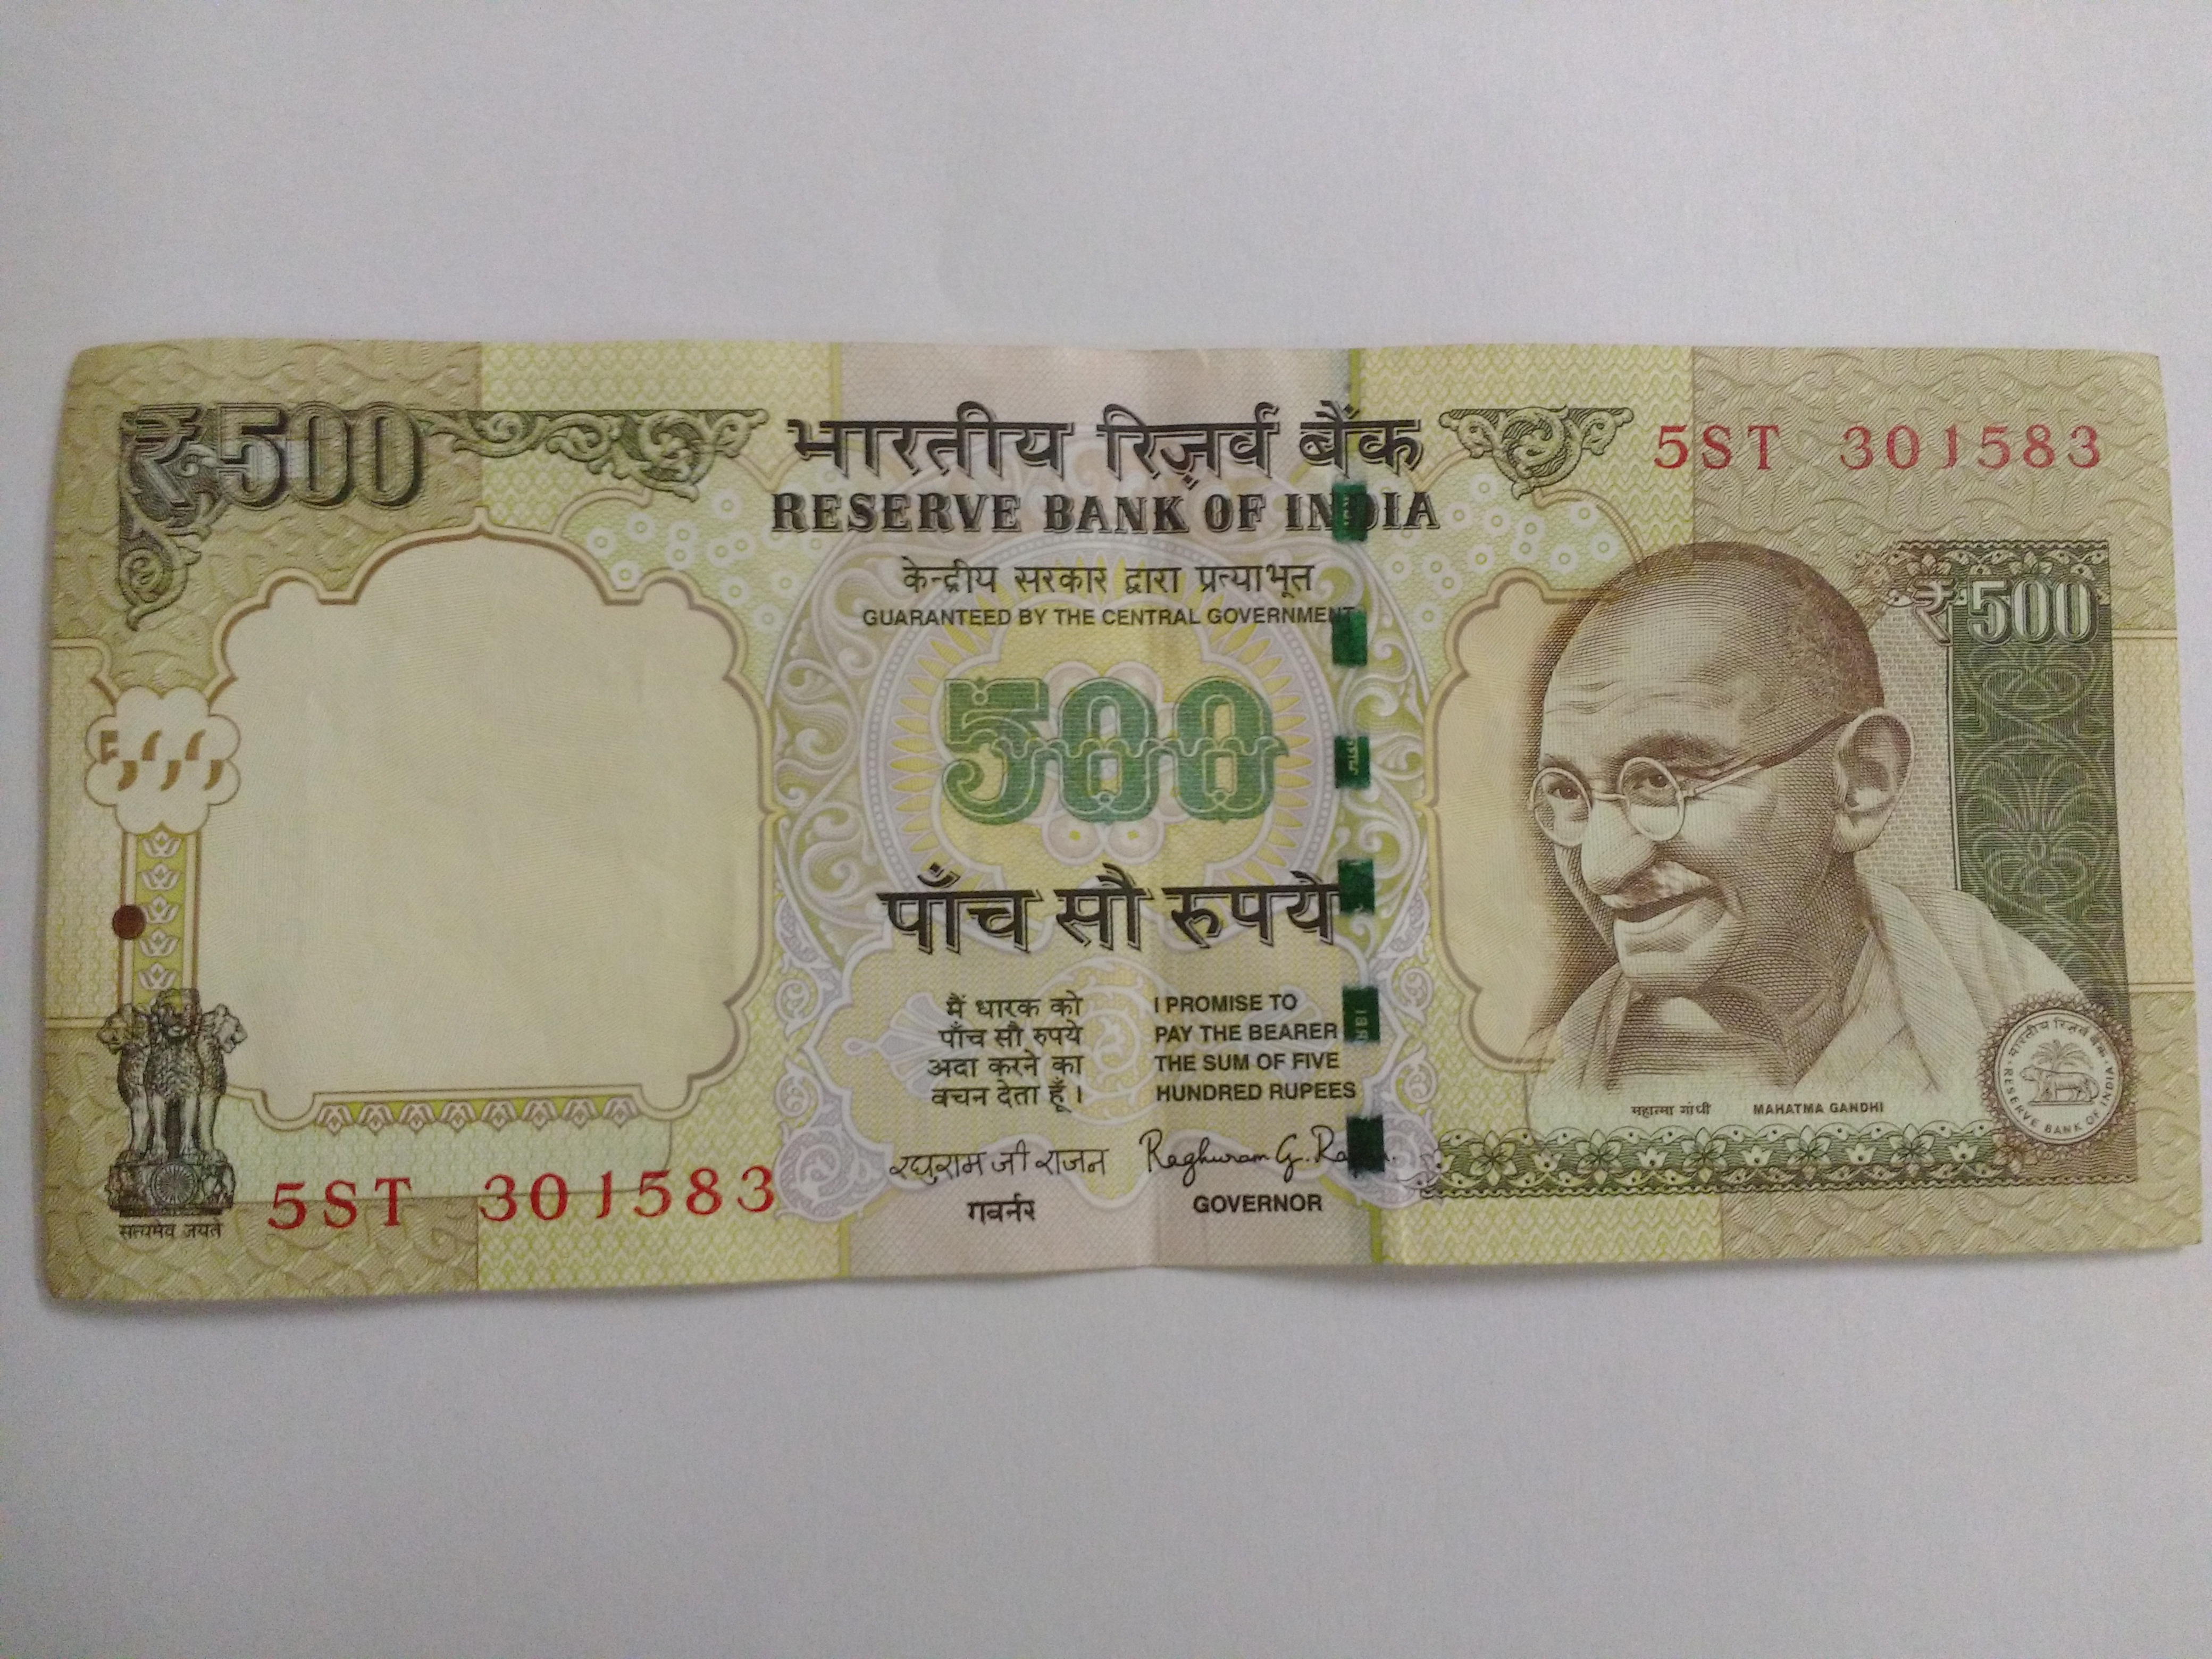 ₹500
भारतीय रिज़र्व बैंक
RESERVE BANK OF INDIA
5ST 301583
केन्द्रीय सरकार द्वारा प्रत्याभूत
GUARANTEED BY THE CENTRAL GOVERNMENT
₹500
500
पाँच सौ रुपये
मैं धारक को
पाँच सौ रुपये
अदा करने का
वचन देता हूँ।
I PROMISE TO
PAY THE BEARER
THE SUM OF FIVE
HUNDRED RUPEES
RBI
रघुराम जी राजन
Raghuram G.
गवर्नर
GOVERNOR
महात्मा गांधी
MAHATMA GANDHI
भारतीय रिज़र्व बैंक
RESERVE BANK OF INDIA
सत्यमेव जयते
5ST 301583